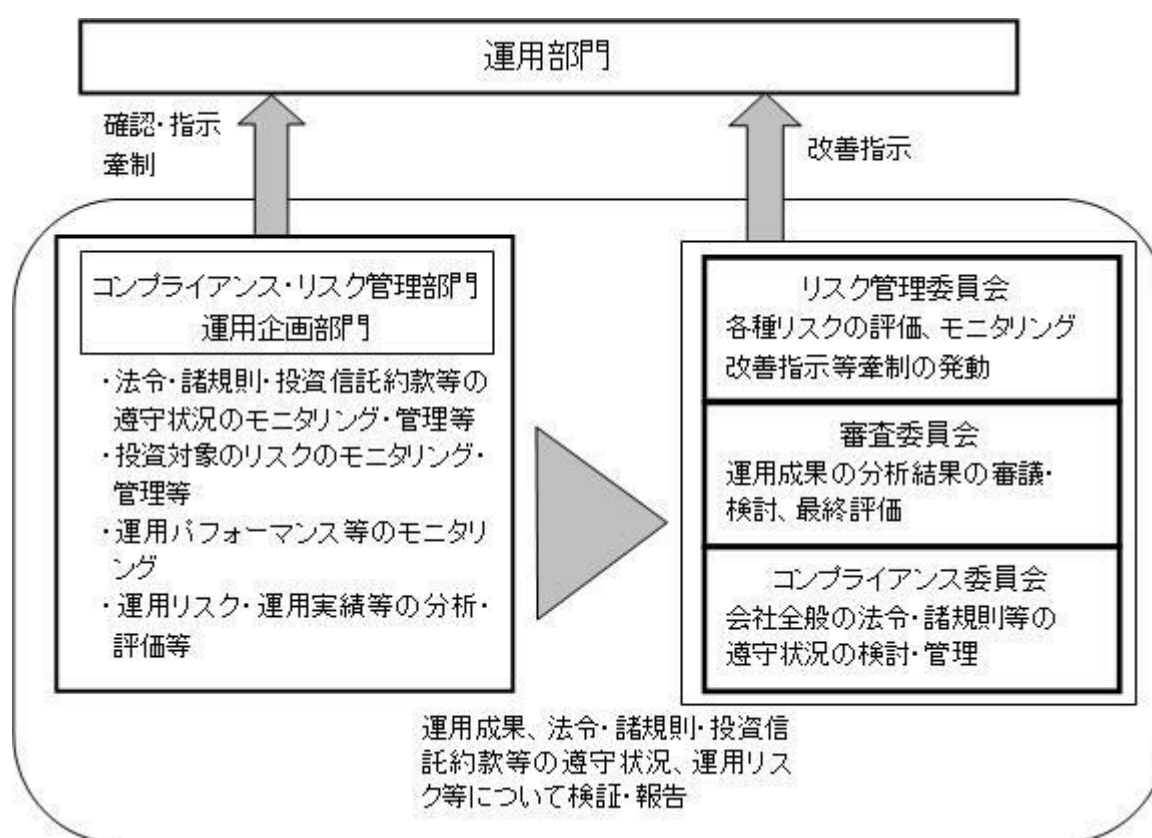 運用部門
確認・指示
牽制
改善指示
コンプライアンス・リスク管理部門
運用企画部門
・法令・諸規則・投資信託約款等の
遵守状況のモニタリング・管理等
・投資対象のリスクのモニタリング・
管理等
・運用パフォーマンス等のモニタリ
ング
・運用リスク・運用実績等の分析・
評価等
リスク管理委員会
各種リスクの評価、モニタリング
改善指示等牽制の発動
審査委員会
運用成果の分析結果の審議・
検討、最終評価
コンプライアンス委員会
会社全般の法令・諸規則等の
遵守状況の検討・管理
運用成果、法令・諸規則・投資信
託約款等の遵守状況、運用リス
ク等について検証・報告